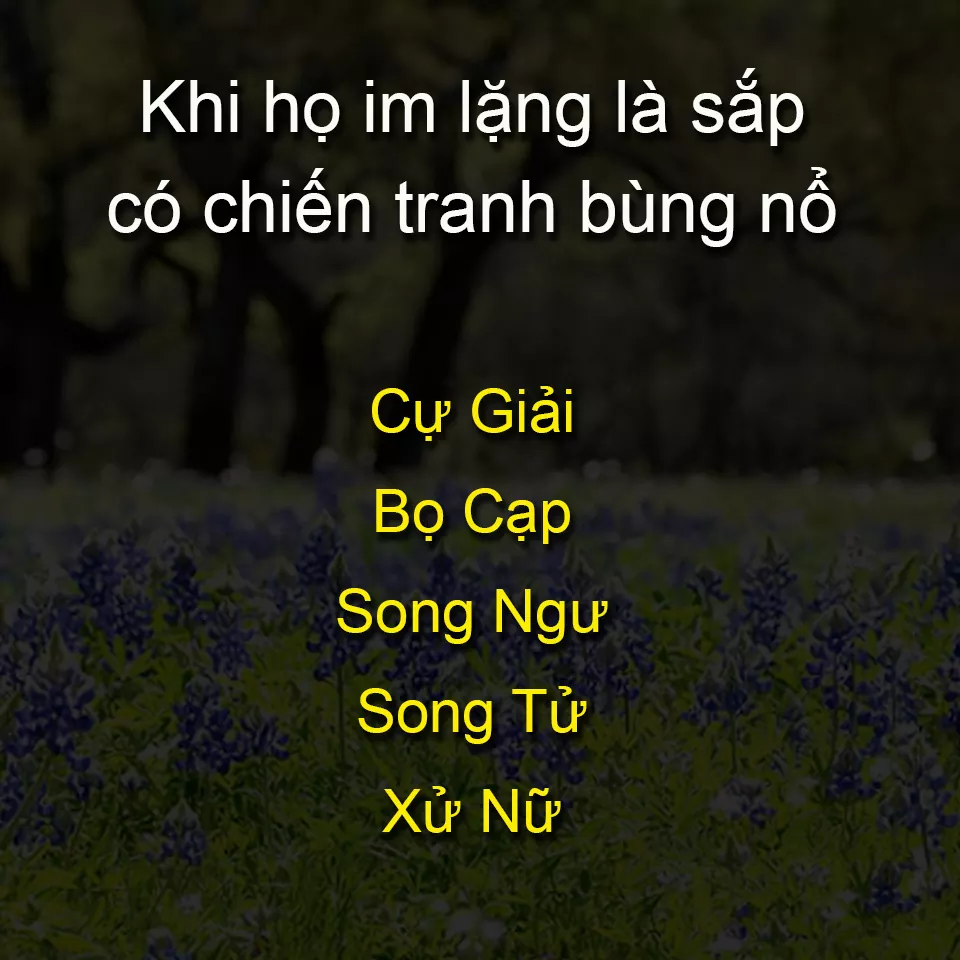 Khi họ im lặng là sắp
có chiến tranh bùng nổ
Cự Giải
Bọ Cạp
Song Ngư
Song Tử
Xử Nữ